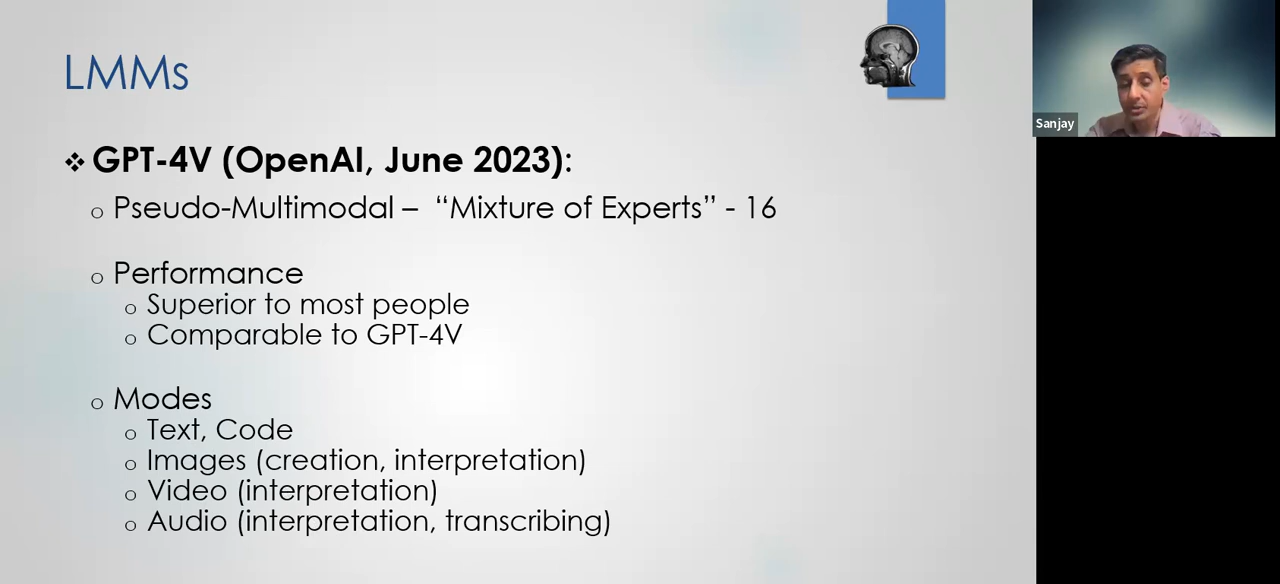 LMMs
❖ GPT-4V (OpenAI, June 2023):
o Pseudo-Multimodal – “Mixture of Experts” - 16
o Performance
o Superior to most people
o Comparable to GPT-4V
o Modes
o Text, Code
o Images (creation, interpretation)
o Video (interpretation)
o Audio (interpretation, transcribing)
Sanjay